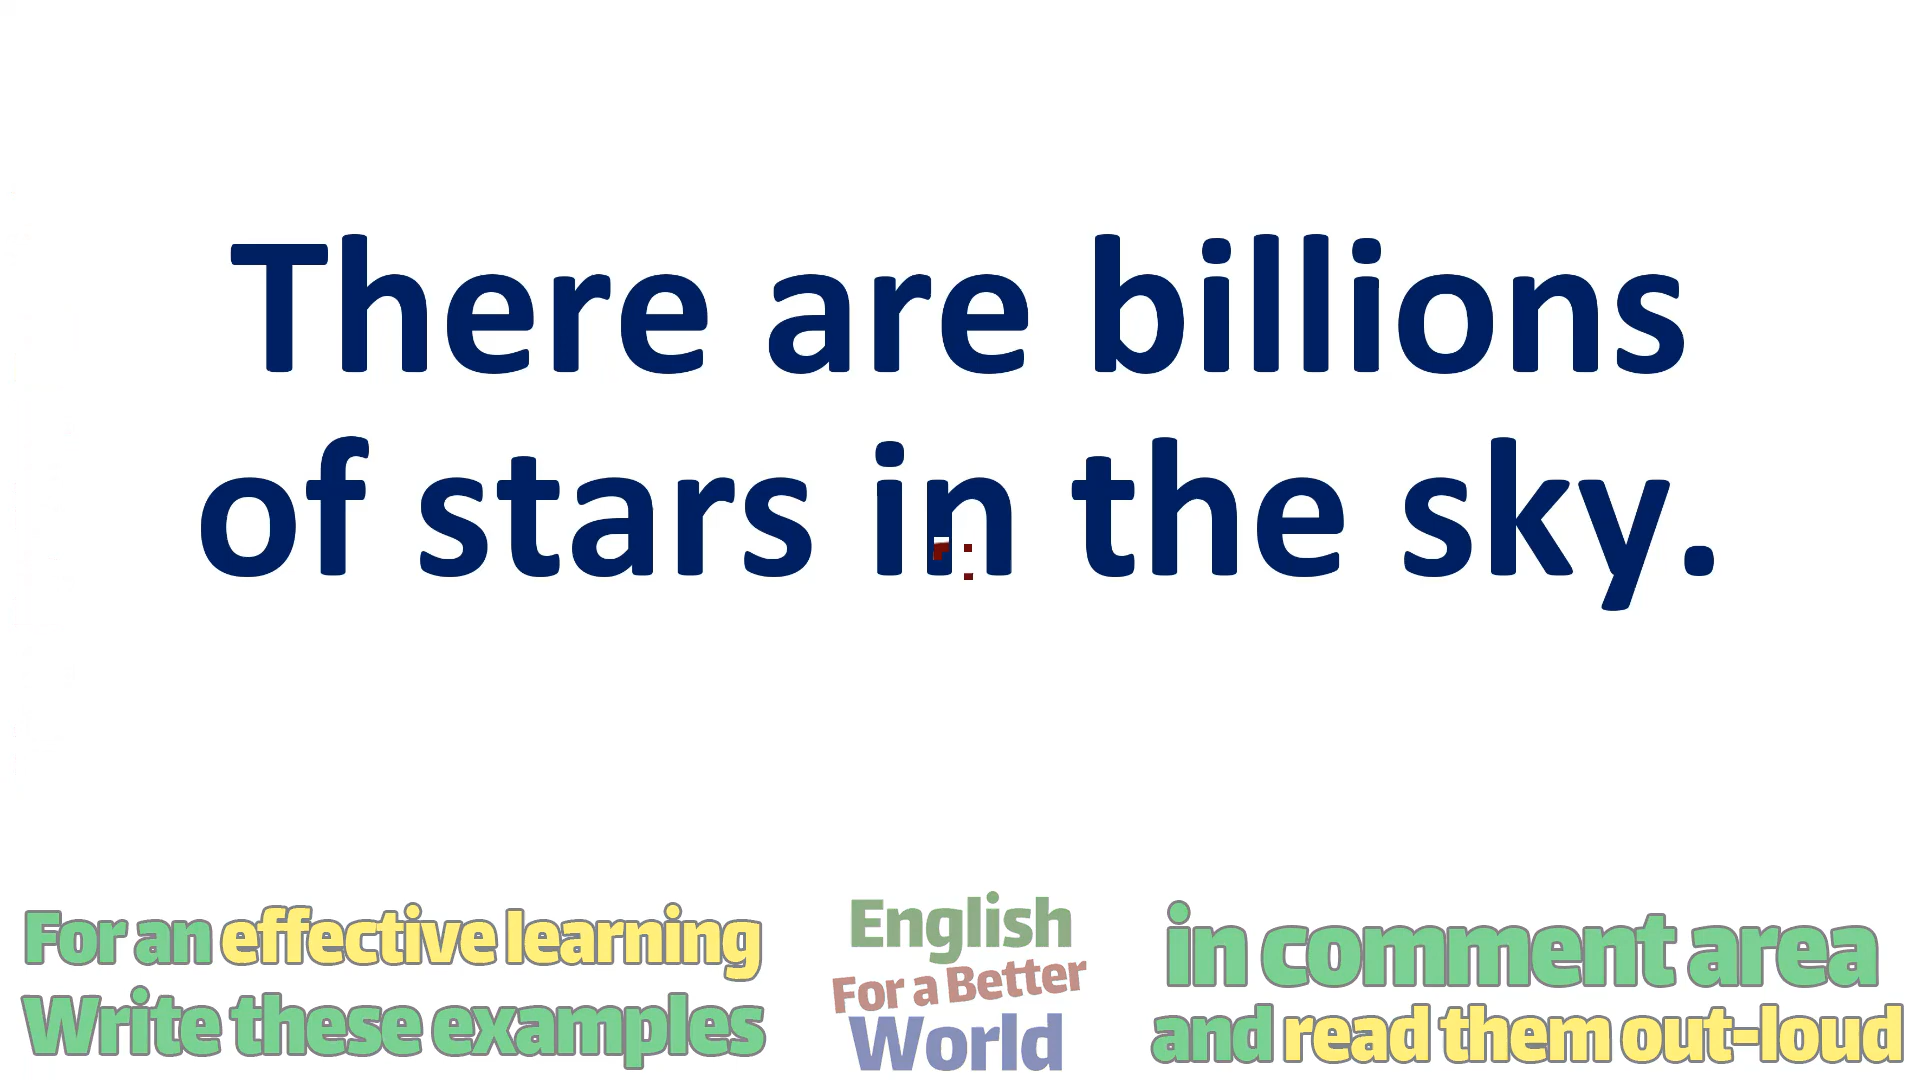 There are billions
of stars in the sky.
For an effective learning
Write these examples
English
For a Better
World
in comment area
and read them out-loud